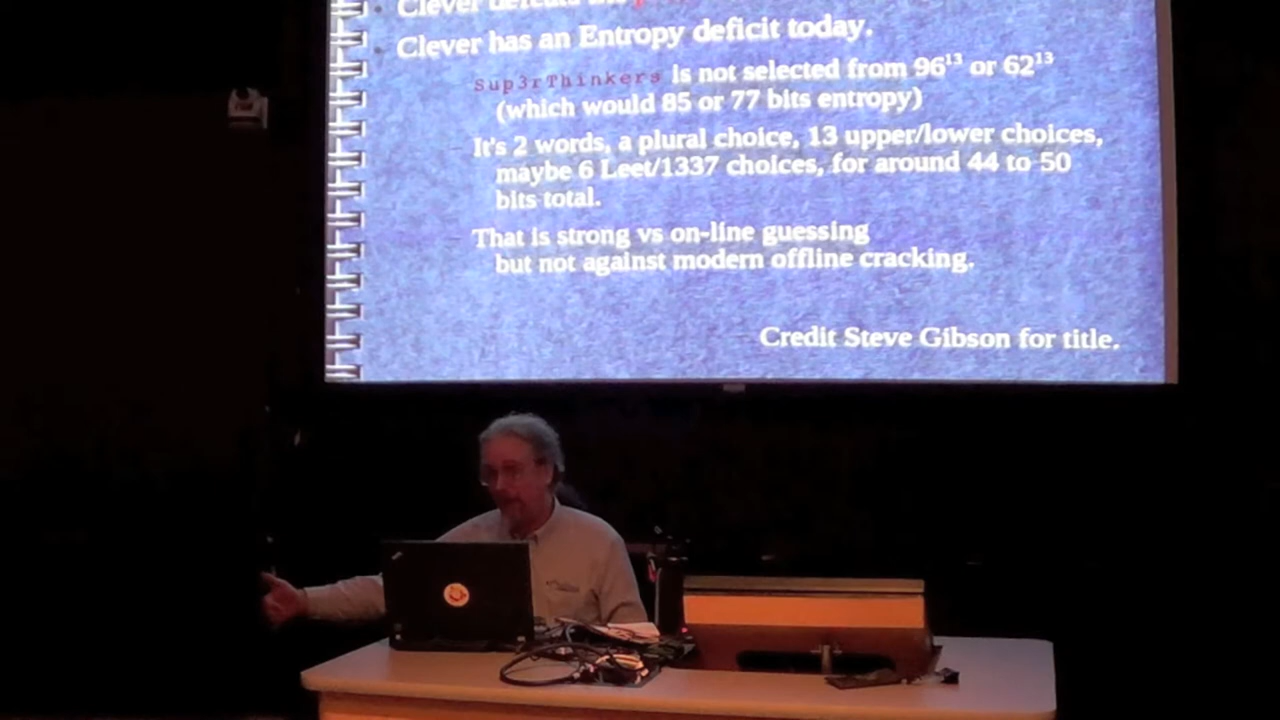 Clever defeats the
Clever has an Entropy deficit today.
Sup3rThinkers is not selected from 96¹³ or 62¹³
(which would 85 or 77 bits entropy)
It's 2 words, a plural choice, 13 upper/lower choices,
maybe 6 Leet/1337 choices, for around 44 to 50
bits total.
That is strong vs on-line guessing
but not against modern offline cracking.
Credit Steve Gibson for title.